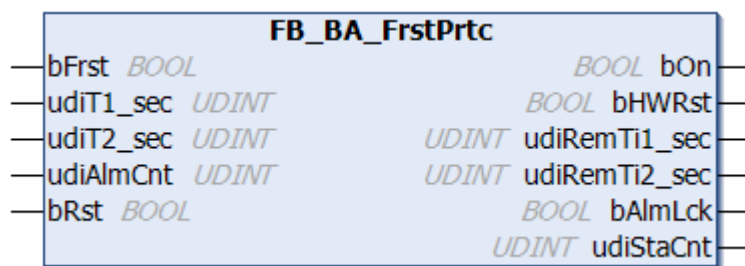 FB_BA_FrstPrtc
bFrst BOOL BOOL bOn
udiT1_sec UDINT BOOL bHWRst
udiT2_sec UDINT UDINT udiRemTi1_sec
udiAlmCnt UDINT UDINT udiRemTi2_sec
bRst BOOL BOOL bAlmLck
UDINT udiStaCnt